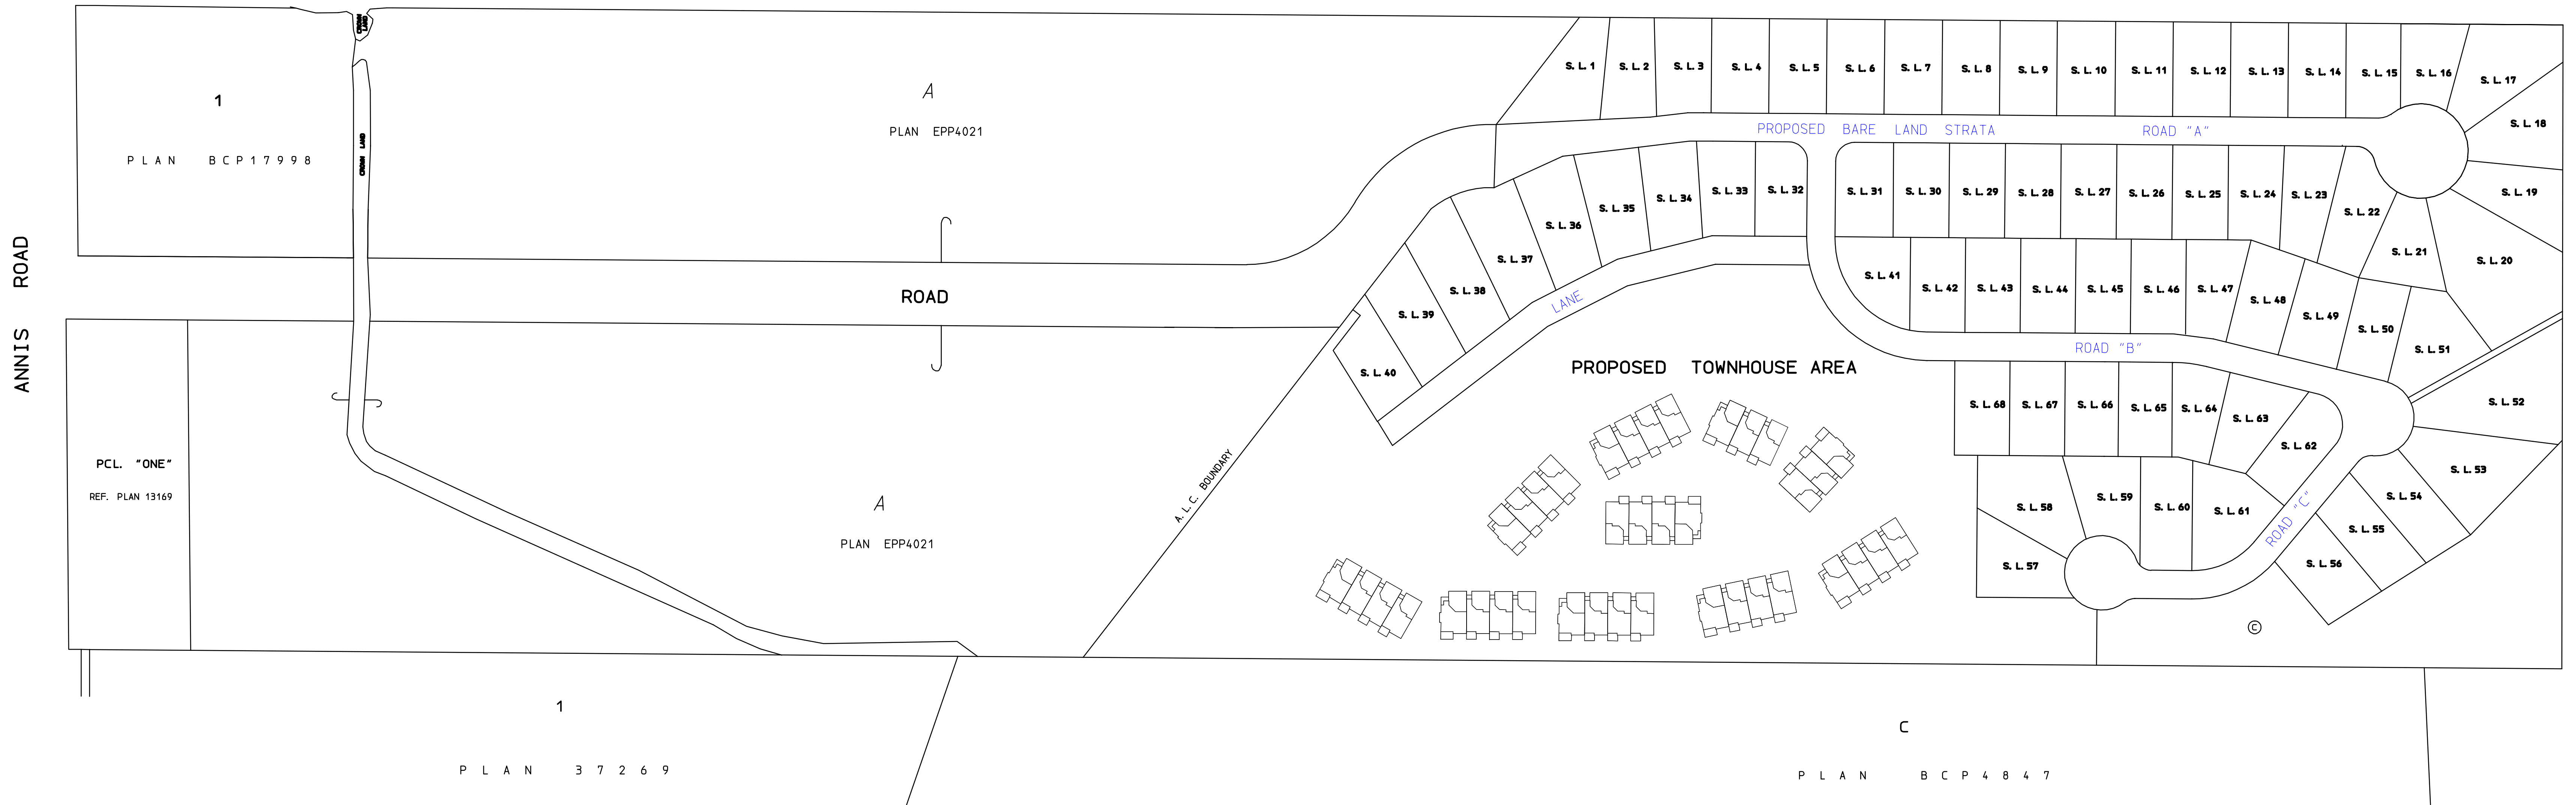 CROWN
LAND
1
PLAN BCP17998
CROWN LAND
A
PLAN EPP4021
ANNIS ROAD
ROAD
PCL. "ONE"
REF. PLAN 13169
A
PLAN EPP4021
A. L. C. BOUNDARY
S. L. 1
S. L. 2
S. L. 3
S. L. 4
S. L. 5
S. L. 6
S. L. 7
S. L. 8
S. L. 9
S. L. 10
S. L. 11
S. L. 12
S. L. 13
S. L. 14
S. L. 15
S. L. 16
S. L. 17
S. L. 18
S. L. 19
S. L. 20
S. L. 21
S. L. 22
PROPOSED BARE LAND STRATA ROAD "A"
S. L. 40
S. L. 39
S. L. 38
S. L. 37
S. L. 36
S. L. 35
S. L. 34
S. L. 33
S. L. 32
S. L. 31
S. L. 30
S. L. 29
S. L. 28
S. L. 27
S. L. 26
S. L. 25
S. L. 24
S. L. 23
LANE
S. L. 41
S. L. 42
S. L. 43
S. L. 44
S. L. 45
S. L. 46
S. L. 47
S. L. 48
S. L. 49
S. L. 50
S. L. 51
S. L. 52
S. L. 53
ROAD "B"
PROPOSED TOWNHOUSE AREA
S. L. 68
S. L. 67
S. L. 66
S. L. 65
S. L. 64
S. L. 63
S. L. 62
S. L. 58
S. L. 59
S. L. 60
S. L. 61
S. L. 57
ROAD "C"
S. L. 54
S. L. 55
S. L. 56
C
1
PLAN 37269
C
PLAN BCP4847